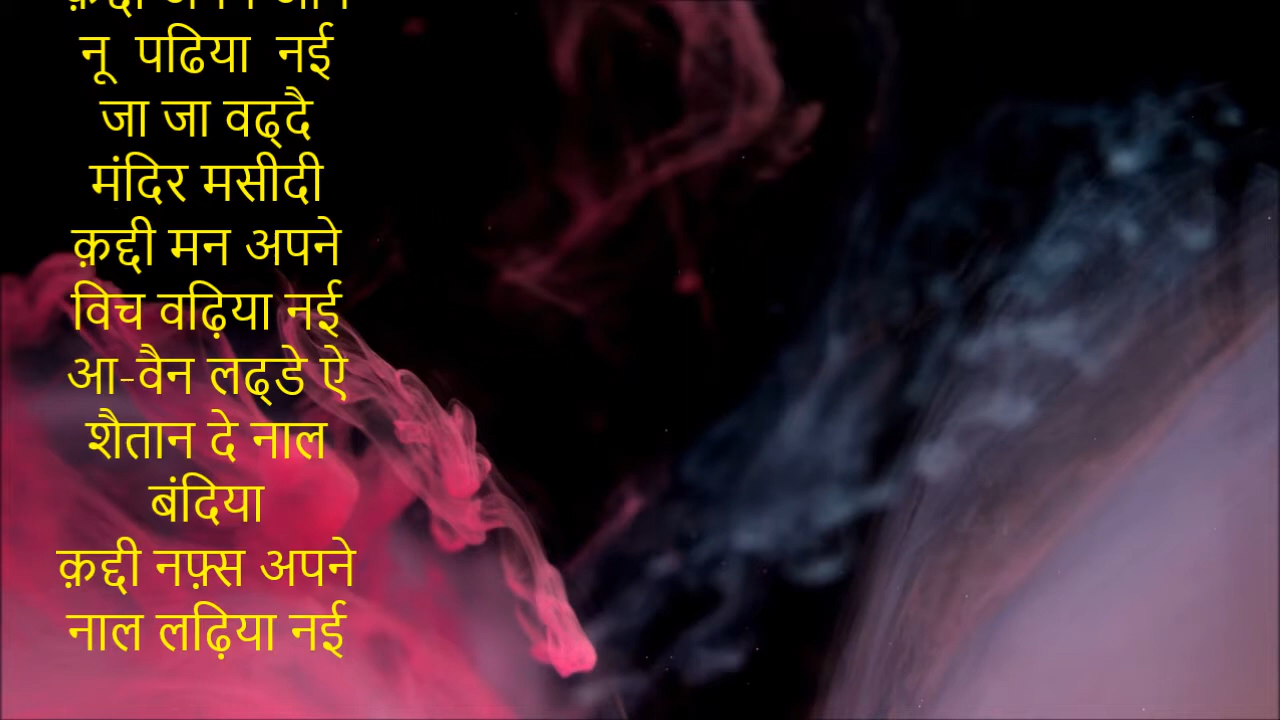 नू पढिया नई
जा जा वढ्दै
मंदिर मसीदी
क़द्दी मन अपने
विच वढ़िया नई
आ-वैन लढ्डे ऐ
शैतान दे नाल
बंदिया
क़द्दी नफ़्स अपने
नाल लढ़िया नई